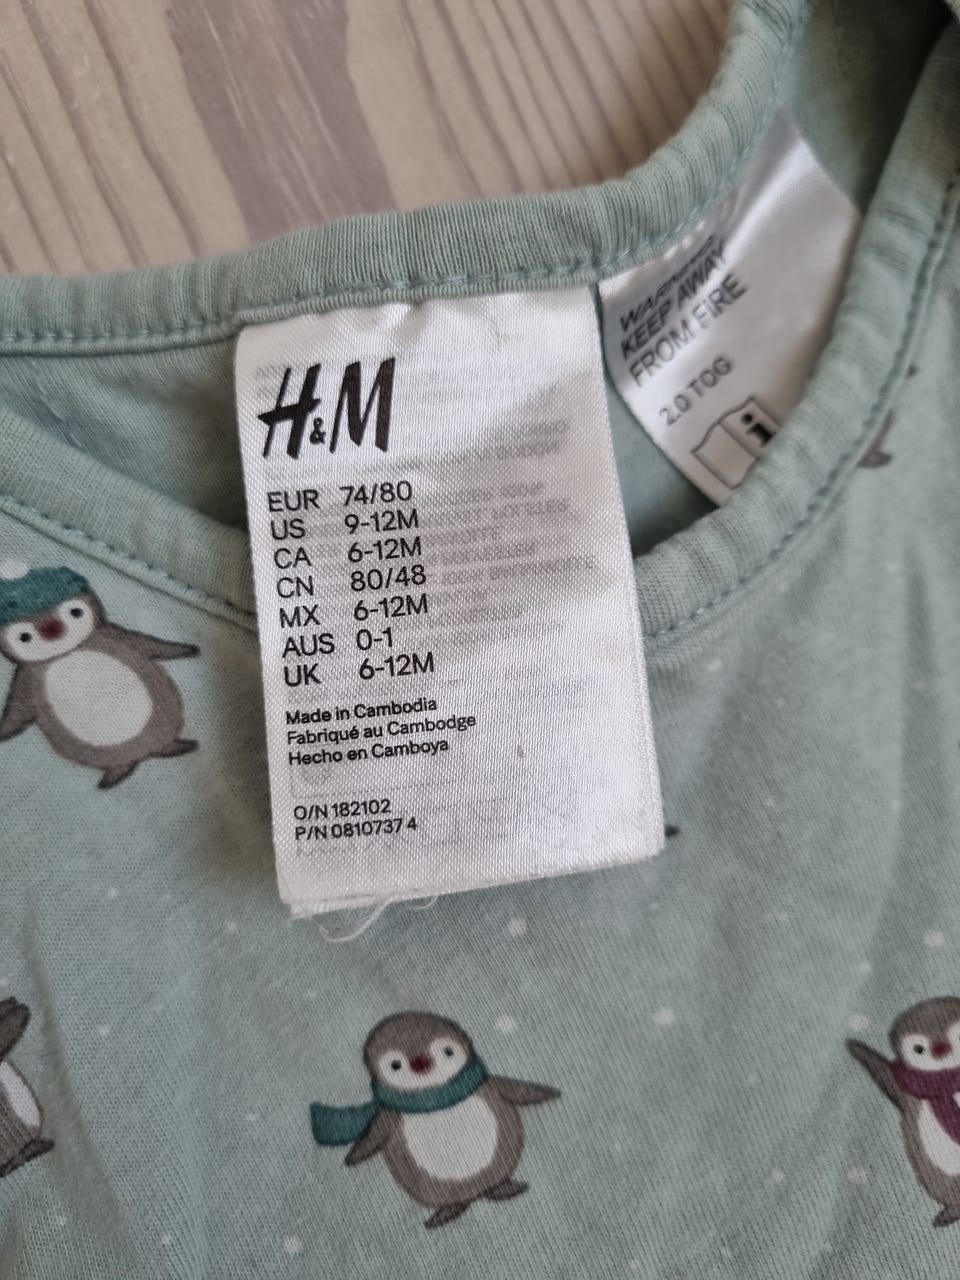 H&M
EUR 74/80
US 9-12M
CA 6-12M
CN 80/48
MX 6-12M
AUS 0-1
UK 6-12M
Made in Cambodia
Fabriqué au Cambodge
Hecho en Camboya
O/N 182102
P/N 0810737 4
WARNING
KEEP AWAY
FROM FIRE
2.0 TOG
i